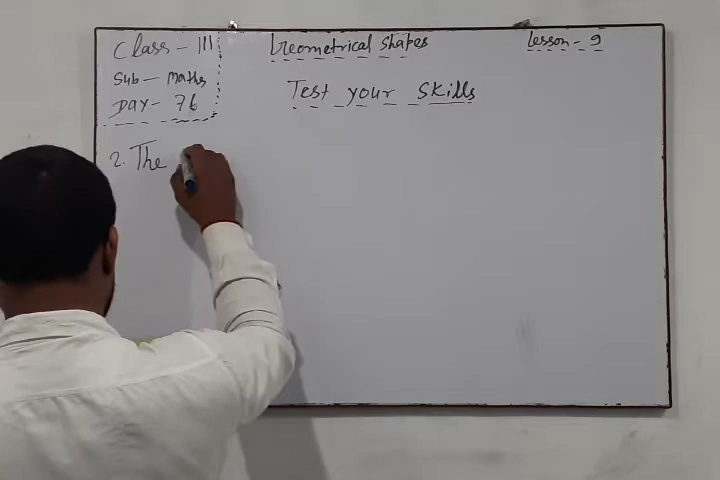 Class - III
Sub - Maths
Day - 76
Geometrical Shapes
Lesson - 9
Test your Skills
2. The